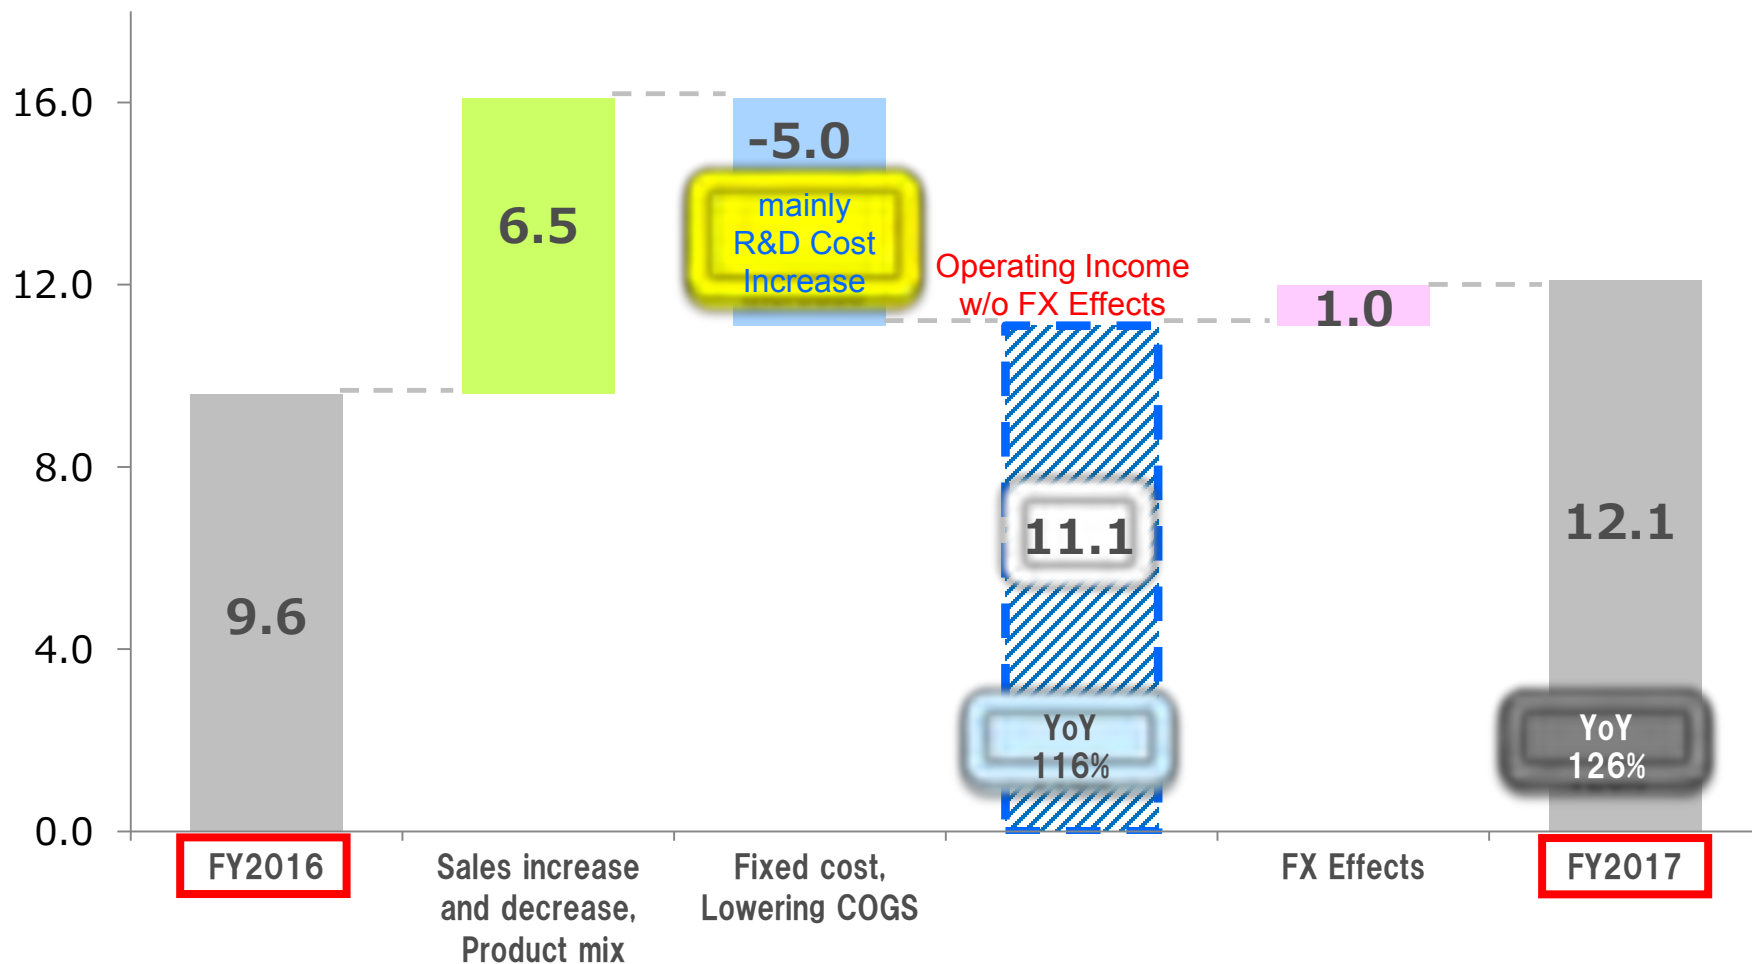 16.0
12.0
8.0
4.0
0.0
9.6
6.5
-5.0
mainly
R&D Cost
Increase
Operating Income
w/o FX Effects
11.1
YoY
116%
1.0
12.1
YoY
126%
FY2016
Sales increase
and decrease,
Product mix
Fixed cost,
Lowering COGS
FX Effects
FY2017